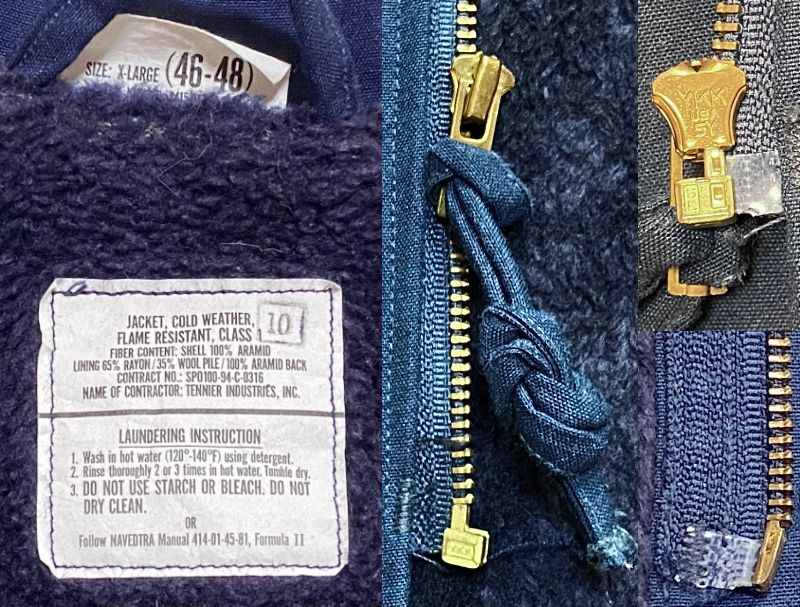 SIZE: X-LARGE (46-48)
JACKET, COLD WEATHER,
FLAME RESISTANT, CLASS 1
10
FIBER CONTENT: SHELL 100% ARAMID
LINING 65% RAYON/35% WOOL PILE/100% ARAMID BACK
CONTRACT NO.: SPO100-94-C-0316
NAME OF CONTRACTOR: TENNIER INDUSTRIES, INC.
LAUNDERING INSTRUCTION
1. Wash in hot water (120°-140°F) using detergent.
2. Rinse thoroughly 2 or 3 times in hot water. Tumble dry.
3. DO NOT USE STARCH OR BLEACH. DO NOT
DRY CLEAN.
OR
Follow NAVEDTRA Manual 414-01-45-81, Formula II
YKK